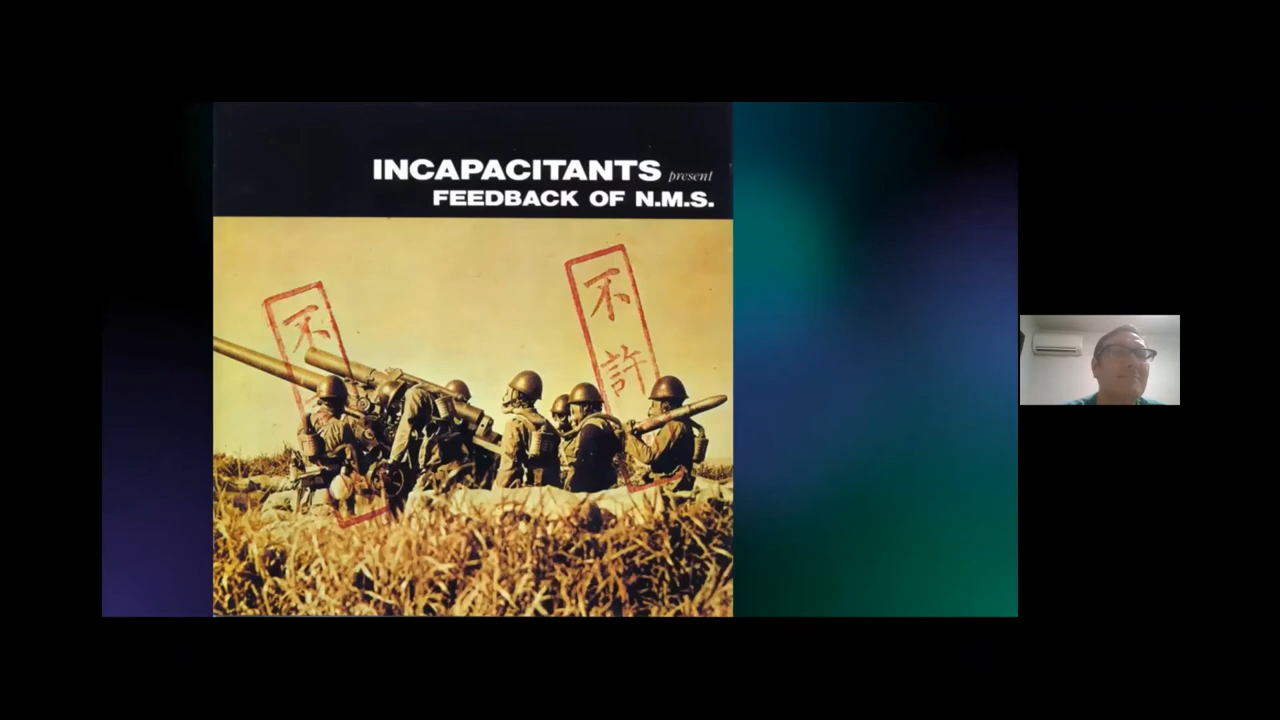 INCAPACITANTS present
FEEDBACK OF N.M.S.
不
不許